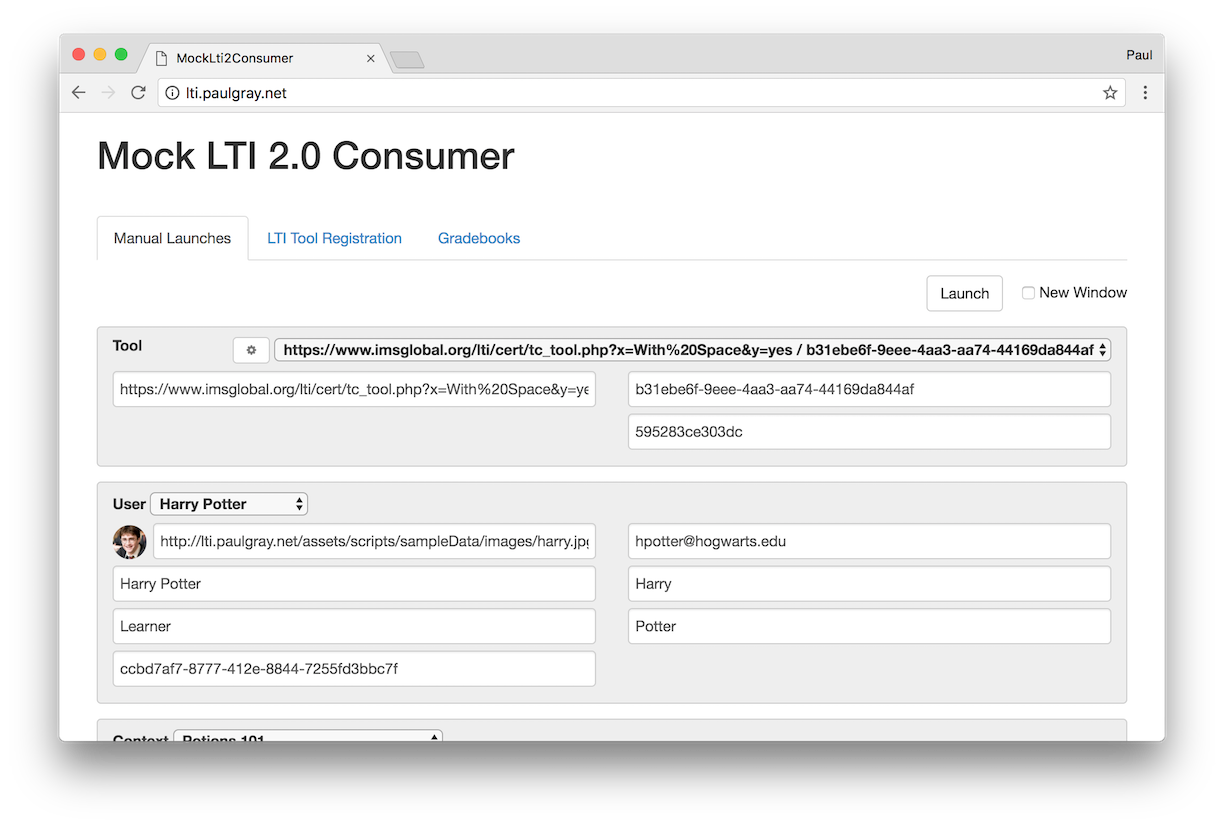 MockLti2Consumer
Paul
lti.paulgray.net
Mock LTI 2.0 Consumer
Manual Launches
LTI Tool Registration
Gradebooks
Launch
New Window
Tool
https://www.imsglobal.org/lti/cert/tc_tool.php?x=With%20Space&y=yes / b31ebe6f-9eee-4aa3-aa74-44169da844af
https://www.imsglobal.org/lti/cert/tc_tool.php?x=With%20Space&y=ye
b31ebe6f-9eee-4aa3-aa74-44169da844af
595283ce303dc
User
Harry Potter
http://lti.paulgray.net/assets/scripts/sampleData/images/harry.jpg
hpotter@hogwarts.edu
Harry Potter
Harry
Learner
Potter
ccbd7af7-8777-412e-8844-7255fd3bbc7f
Context
Potions 101